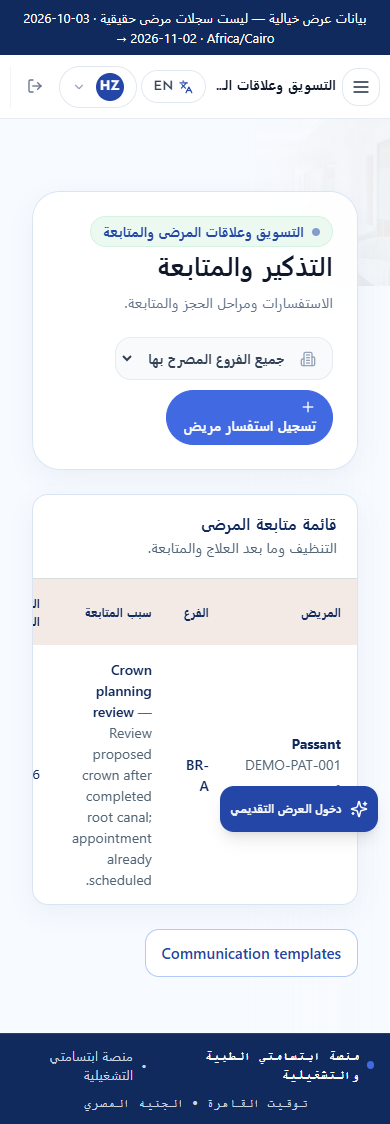 بيانات عرض خيالية — ليست سجلات مرضى حقيقية · 2026-10-03
→ 2026-11-02 · Africa/Cairo
التسويق وعلاقات الـ...
EN
HZ
التسويق وعلاقات المرضى والمتابعة
التذكير والمتابعة
الاستفسارات ومراحل الحجز والمتابعة.
جميع الفروع المصرح بها
+
تسجيل استفسار مريض
قائمة متابعة المرضى
التنظيف وما بعد العلاج والمتابعة.
المريض
الفرع
سبب المتابعة
Passant
DEMO-PAT-001
BR-
A
Crown
planning
review —
Review
proposed
crown after
completed
root canal;
appointment
already
.scheduled
6
دخول العرض التقديمي
Communication templates
منصة ابتسامتي الطبية
والتشغيلية
•
منصة ابتسامتي
التشغيلية
توقيت القاهرة • الجنيه المصري